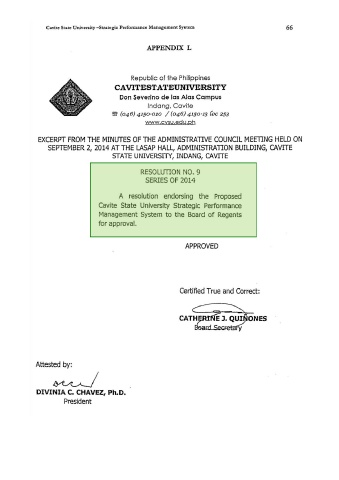 Cavite State University –Strategic Performance Management System
66
APPENDIX L
Republic of the Philippines
CAVITESTATEUNIVERSITY
Don Severino de las Alas Campus
Indang, Cavite
☎ (046) 4150-010 / (046) 4150-13 loc 253
www.cvsu.edu.ph
EXCERPT FROM THE MINUTES OF THE ADMINISTRATIVE COUNCIL MEETING HELD ON
SEPTEMBER 2, 2014 AT THE LASAP HALL, ADMINISTRATION BUILDING, CAVITE
STATE UNIVERSITY, INDANG, CAVITE
RESOLUTION NO. 9
SERIES OF 2014
A resolution endorsing the Proposed
Cavite State University Strategic Performance
Management System to the Board of Regents
for approval.
APPROVED
Certified True and Correct:
CATHERINE J. QUIÑONES
Board Secretary
Attested by:
DIVINIA C. CHAVEZ, Ph.D.
President